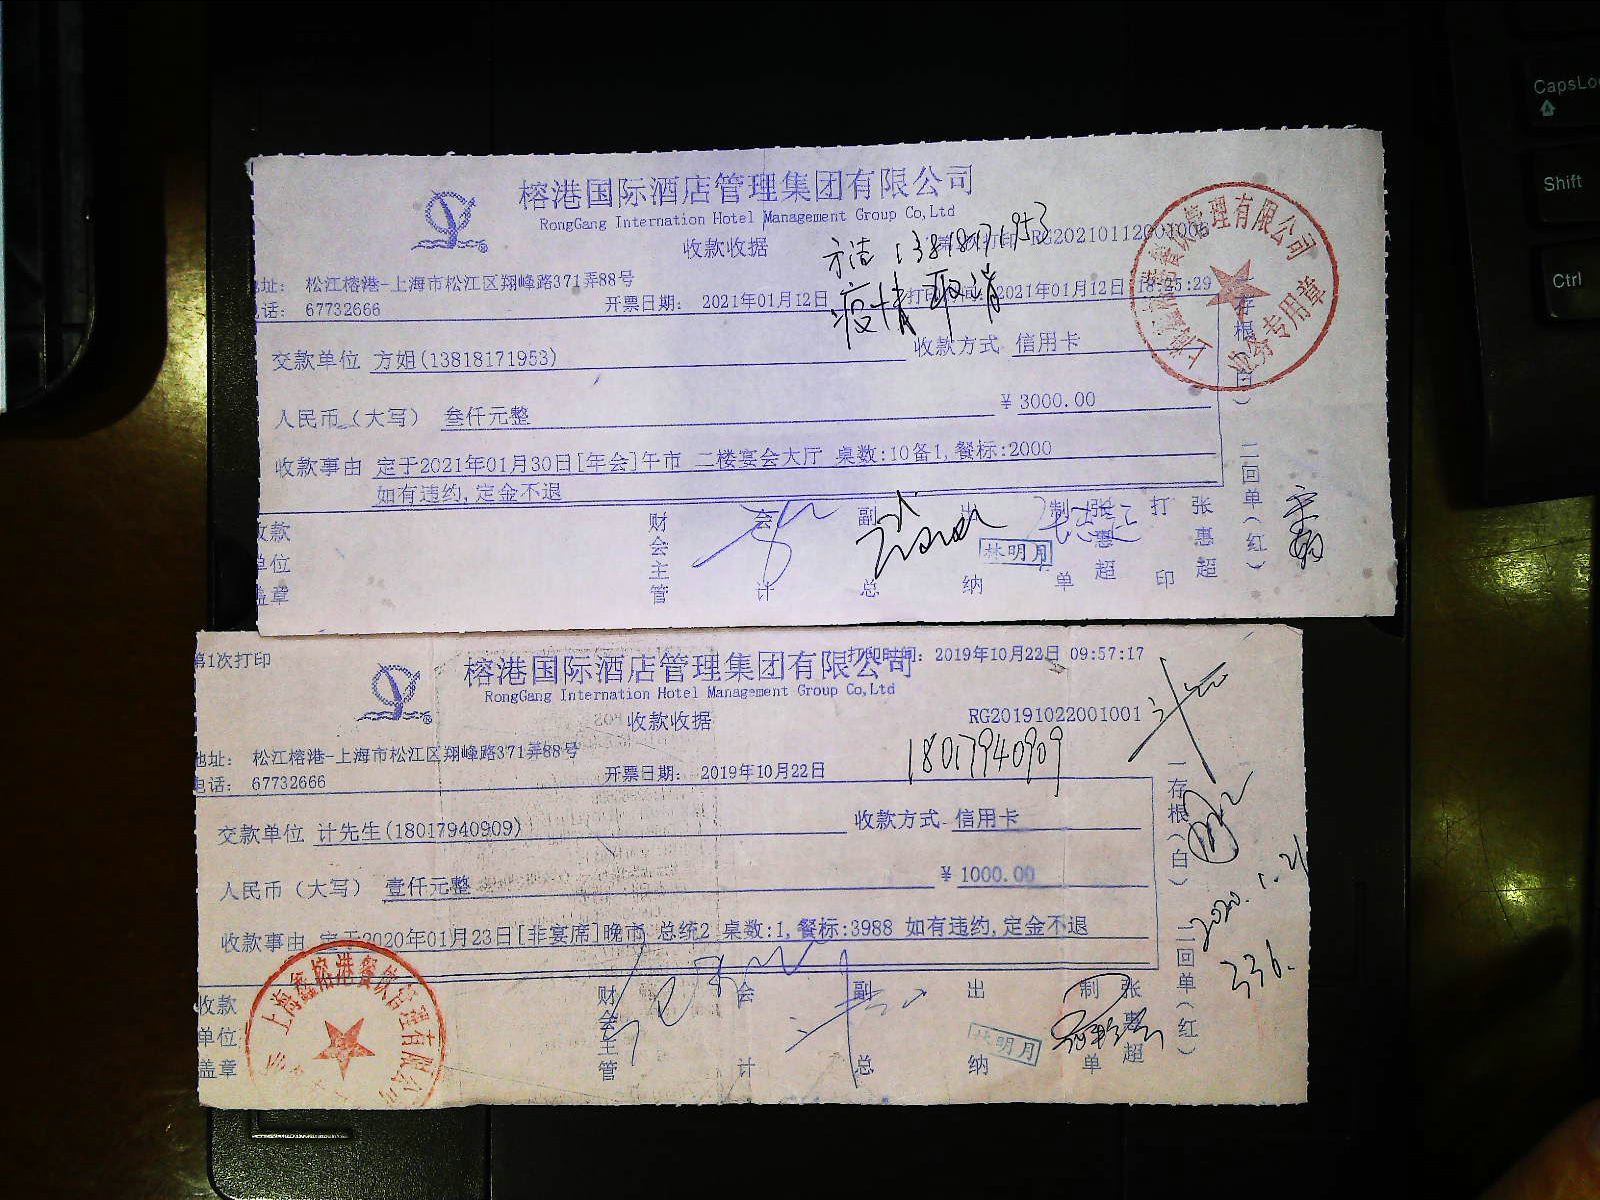 榕港国际酒店管理集团有限公司
RongGang Internation Hotel Management Group Co,Ltd
收款收据
方洁 13818171953
址： 松江榕港-上海市松江区翔峰路371弄88号
话： 67732666
开票日期： 2021年01月12日
2021年01月12日 16:25:29
疫情取消
交款单位 方姐(13818171953)
收款方式 信用卡
人民币（大写） 叁仟元整
¥ 3000.00
收款事由 定于2021年01月30日[年会]午市 二楼宴会大厅 桌数:10备1,餐标:2000
如有违约,定金不退
收款单位盖章
财会主管
会计
副总
出纳
林明月
制单
张惠超
打印
张惠超
存根（白）
二回单（红）
业务专用章
第1次打印
榕港国际酒店管理集团有限公司
打印时间： 2019年10月22日 09:57:17
RongGang Internation Hotel Management Group Co,Ltd
收款收据
RG20191022001001
18017940909
地址： 松江榕港-上海市松江区翔峰路371弄88号
电话： 67732666
开票日期： 2019年10月22日
交款单位 计先生(18017940909)
收款方式 信用卡
人民币（大写） 壹仟元整
¥ 1000.00
收款事由 定于2020年01月23日[非宴席]晚市 总统2 桌数:1,餐标:3988 如有违约,定金不退
收款单位盖章
财会主管
会计
副总
出纳
林明月
制单
张惠超
一存根（白）
二回单（红）
2020.1.21
336.
上海鑫榕港餐饮管理有限公司
CapsLo
Shift
Ctrl